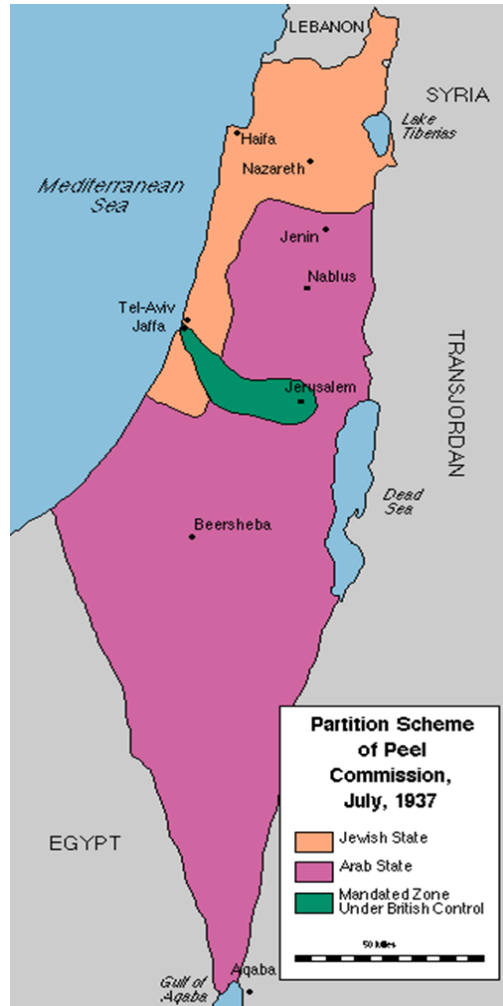 LEBANON
SYRIA
Lake
Tiberias
Haifa
Nazareth
Mediterranean
Sea
Jenin
Nablus
Tel-Aviv
Jaffa
Jerusalem
TRANSJORDAN
Dead
Sea
Beersheba
EGYPT
Gulf of
Aqaba
Aqaba
Partition Scheme
of Peel
Commission,
July, 1937
Jewish State
Arab State
Mandated Zone
Under British Control
50 Miles